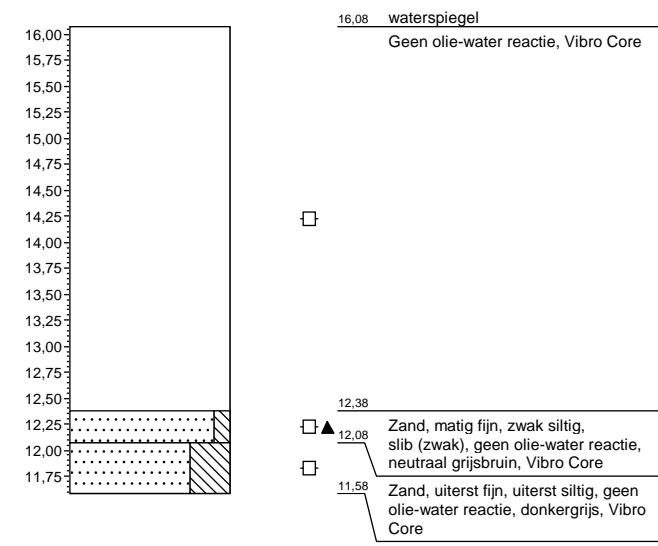 16,08 waterspiegel
Geen olie-water reactie, Vibro Core
16,00
15,75
15,50
15,25
15,00
14,75
14,50
14,25
14,00
13,75
13,50
13,25
13,00
12,75
12,50
12,25
12,00
11,75
12,38
Zand, matig fijn, zwak siltig,
12,08
slib (zwak), geen olie-water reactie,
neutraal grijsbruin, Vibro Core
11,58
Zand, uiterst fijn, uiterst siltig, geen
olie-water reactie, donkergrijs, Vibro
Core